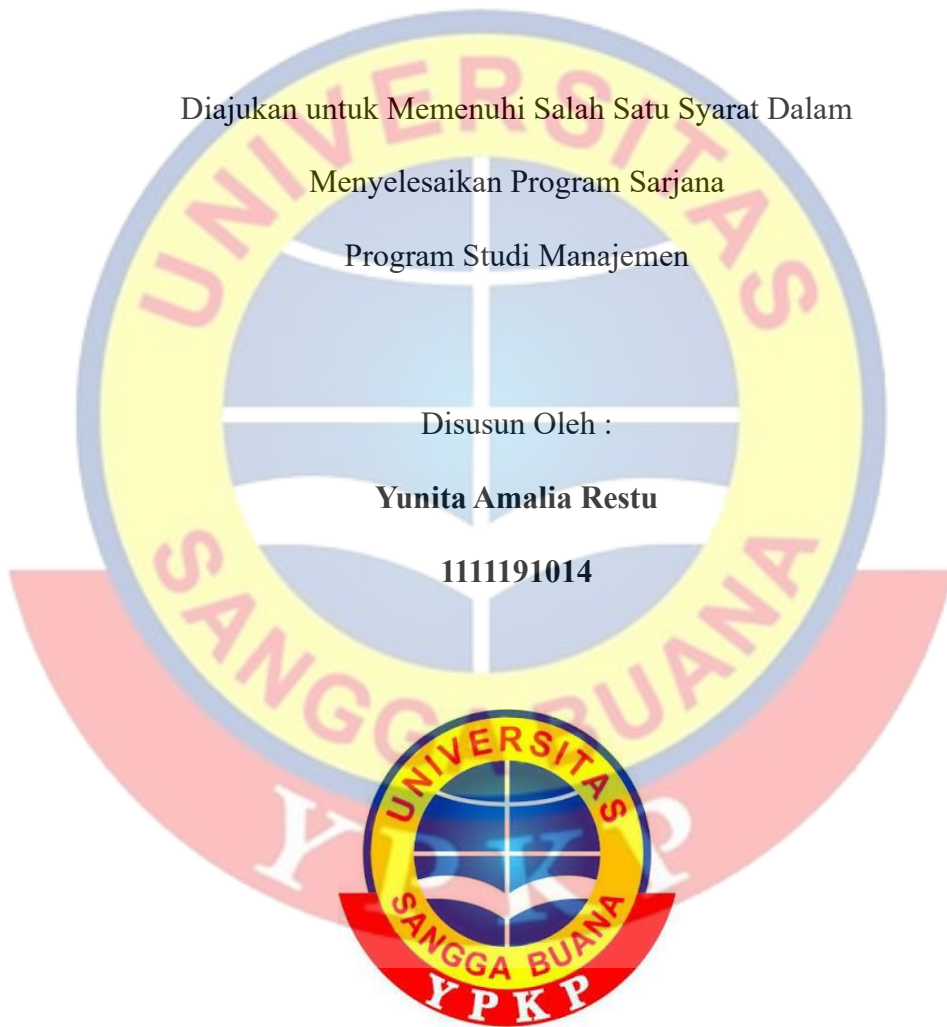 Diajukan untuk Memenuhi Salah Satu Syarat Dalam
Menyelesaikan Program Sarjana
Program Studi Manajemen
Disusun Oleh :
Yunita Amalia Restu
1111191014
UNIVERSITAS
SANGGA BUANA
YPKP
UNIVERSITAS
SANGGA BUANA
YPKP